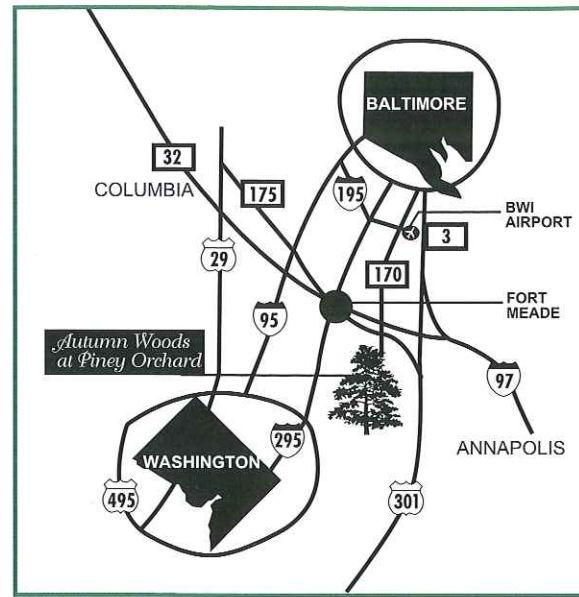 BALTIMORE
32
COLUMBIA
175
195
BWI
AIRPORT
3
29
170
95
FORT
MEADE
Autumn Woods
at Piney Orchard
97
295
WASHINGTON
ANNAPOLIS
495
301